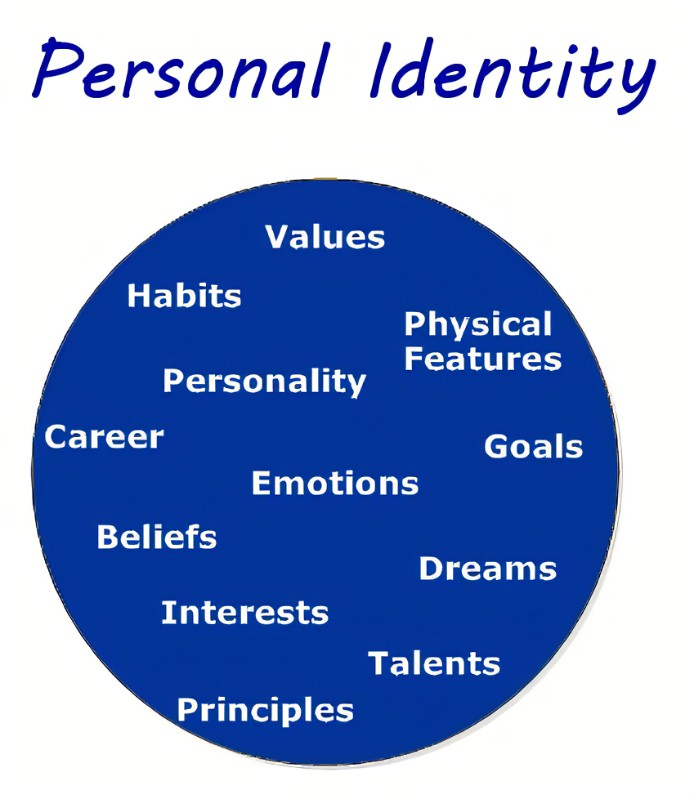 Personal Identity
Values
Habits
Physical
Features
Personality
Career
Goals
Emotions
Beliefs
Dreams
Interests
Talents
Principles